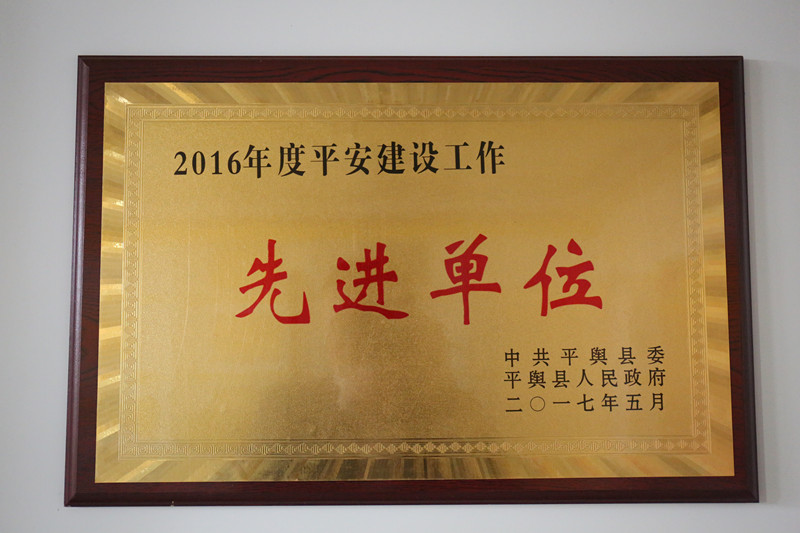 2016年度平安建设工作
先进单位
中共平舆县委
平舆县人民政府
二〇一七年五月